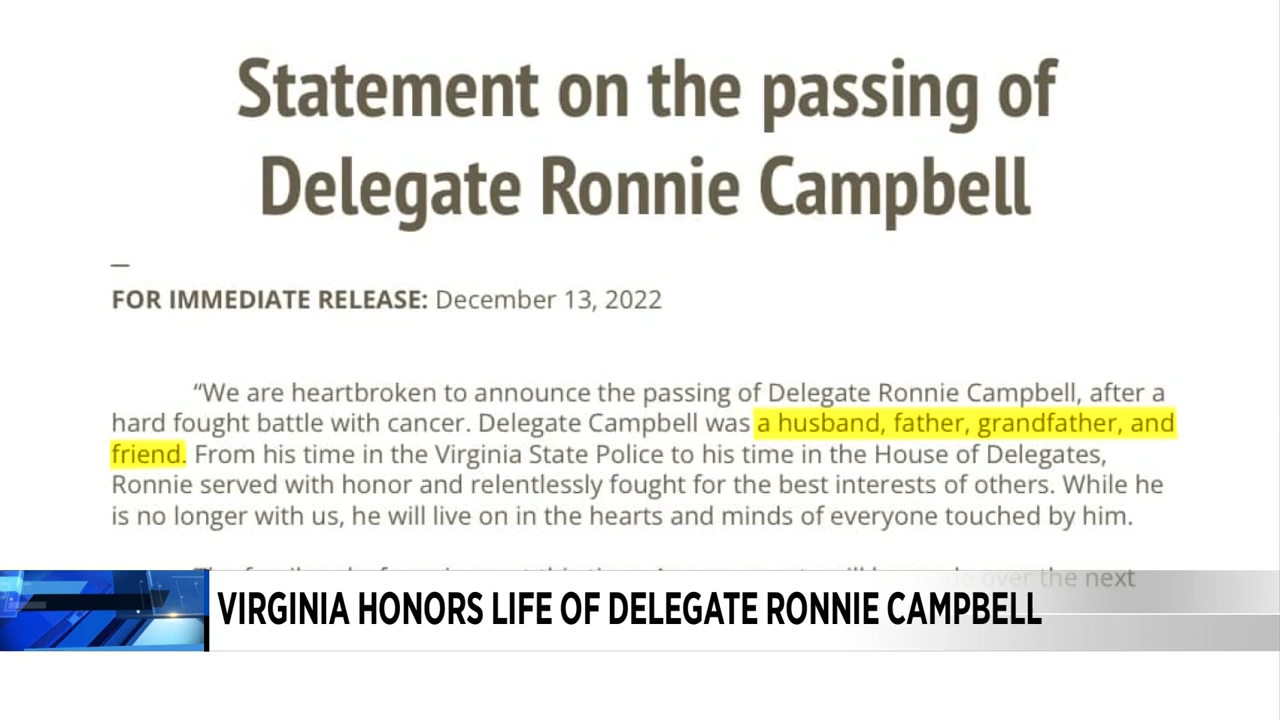 Statement on the passing of
Delegate Ronnie Campbell
—
FOR IMMEDIATE RELEASE: December 13, 2022
“We are heartbroken to announce the passing of Delegate Ronnie Campbell, after a
hard fought battle with cancer. Delegate Campbell was a husband, father, grandfather, and
friend. From his time in the Virginia State Police to his time in the House of Delegates,
Ronnie served with honor and relentlessly fought for the best interests of others. While he
is no longer with us, he will live on in the hearts and minds of everyone touched by him.
over the next
VIRGINIA HONORS LIFE OF DELEGATE RONNIE CAMPBELL